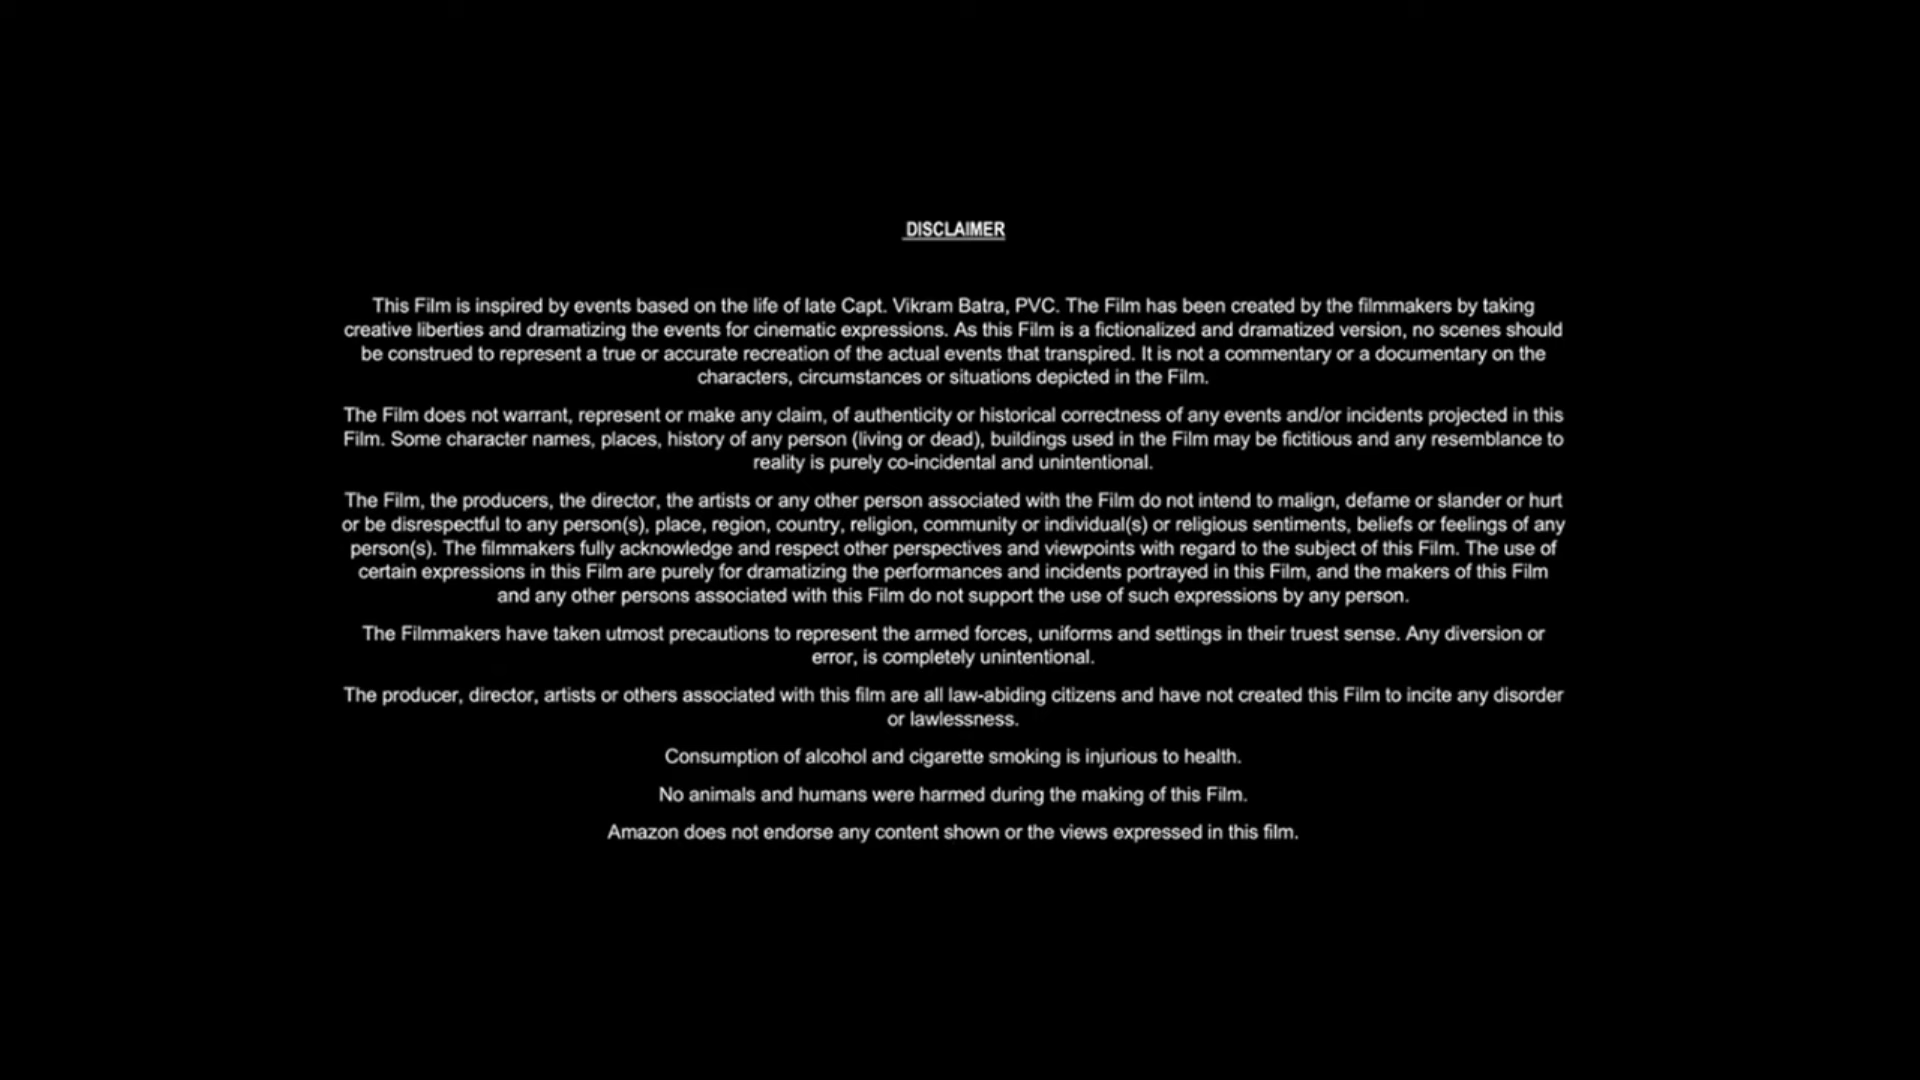 DISCLAIMER
This Film is inspired by events based on the life of late Capt. Vikram Batra, PVC. The Film has been created by the filmmakers by taking
creative liberties and dramatizing the events for cinematic expressions. As this Film is a fictionalized and dramatized version, no scenes should
be construed to represent a true or accurate recreation of the actual events that transpired. It is not a commentary or a documentary on the
characters, circumstances or situations depicted in the Film.
The Film does not warrant, represent or make any claim, of authenticity or historical correctness of any events and/or incidents projected in this
Film. Some character names, places, history of any person (living or dead), buildings used in the Film may be fictitious and any resemblance to
reality is purely co-incidental and unintentional.
The Film, the producers, the director, the artists or any other person associated with the Film do not intend to malign, defame or slander or hurt
or be disrespectful to any person(s), place, region, country, religion, community or individual(s) or religious sentiments, beliefs or feelings of any
person(s). The filmmakers fully acknowledge and respect other perspectives and viewpoints with regard to the subject of this Film. The use of
certain expressions in this Film are purely for dramatizing the performances and incidents portrayed in this Film, and the makers of this Film
and any other persons associated with this Film do not support the use of such expressions by any person.
The Filmmakers have taken utmost precautions to represent the armed forces, uniforms and settings in their truest sense. Any diversion or
error, is completely unintentional.
The producer, director, artists or others associated with this film are all law-abiding citizens and have not created this Film to incite any disorder
or lawlessness.
Consumption of alcohol and cigarette smoking is injurious to health.
No animals and humans were harmed during the making of this Film.
Amazon does not endorse any content shown or the views expressed in this film.